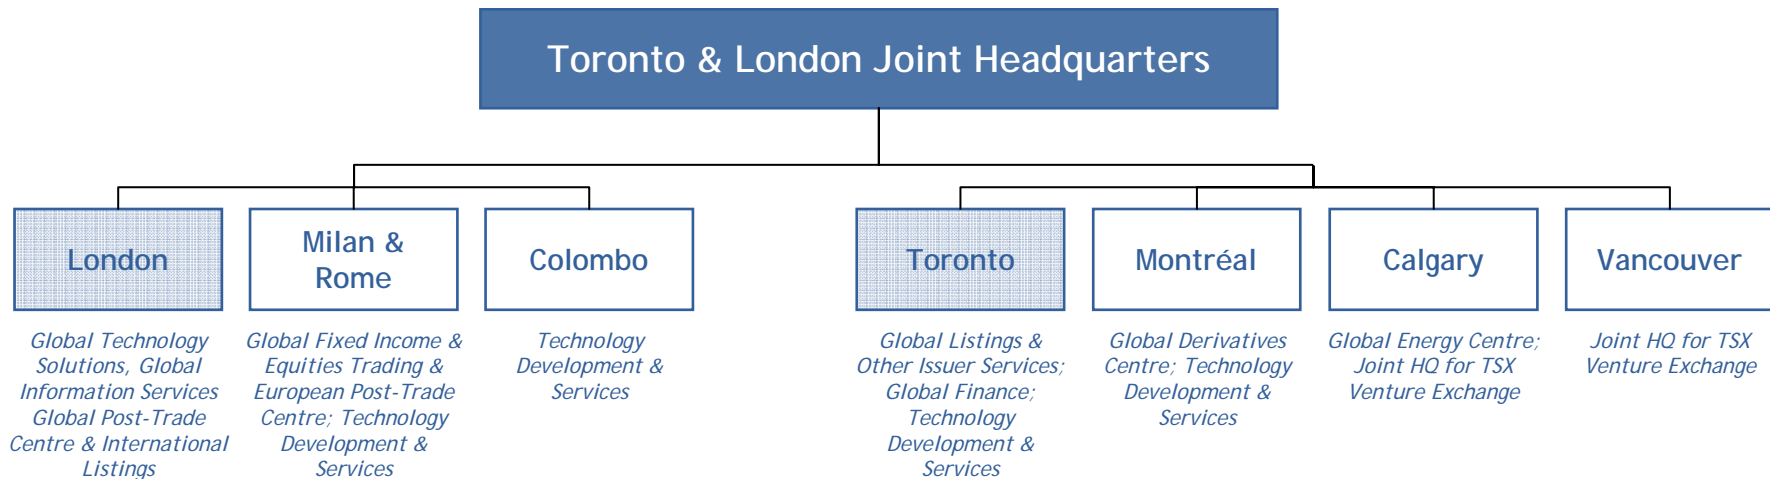 Toronto & London Joint Headquarters
London
Milan &
Rome
Colombo
Toronto
Montréal
Calgary
Vancouver
Global Technology
Solutions, Global
Information Services
Global Post-Trade
Centre & International
Listings
Global Fixed Income &
Equities Trading &
European Post-Trade
Centre; Technology
Development &
Services
Technology
Development &
Services
Global Listings &
Other Issuer Services;
Global Finance;
Technology
Development &
Services
Global Derivatives
Centre; Technology
Development &
Services
Global Energy Centre;
Joint HQ for TSX
Venture Exchange
Joint HQ for TSX
Venture Exchange